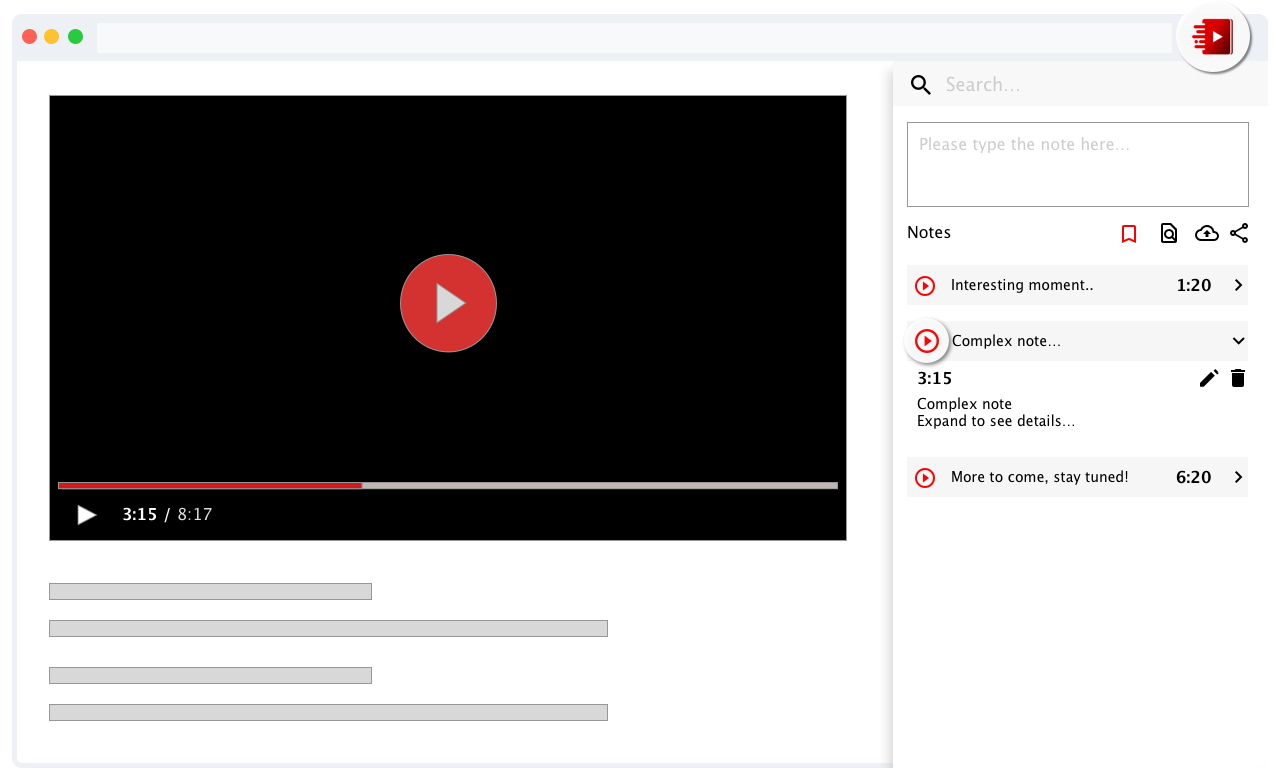 Search...
Please type the note here...
Notes
Interesting moment.. 1:20
Complex note...
3:15
Complex note
Expand to see details...
More to come, stay tuned! 6:20
3:15 / 8:17